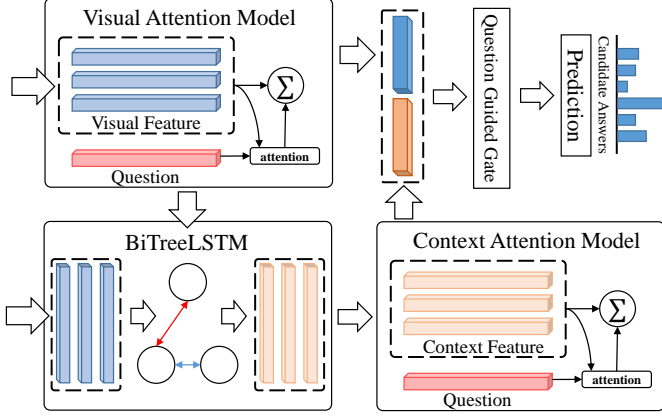 Visual Attention Model
Visual Feature
Σ
attention
Question
Question Guided Gate
Prediction
Candidate Answers
BiTreeLSTM
Context Attention Model
Context Feature
Σ
attention
Question